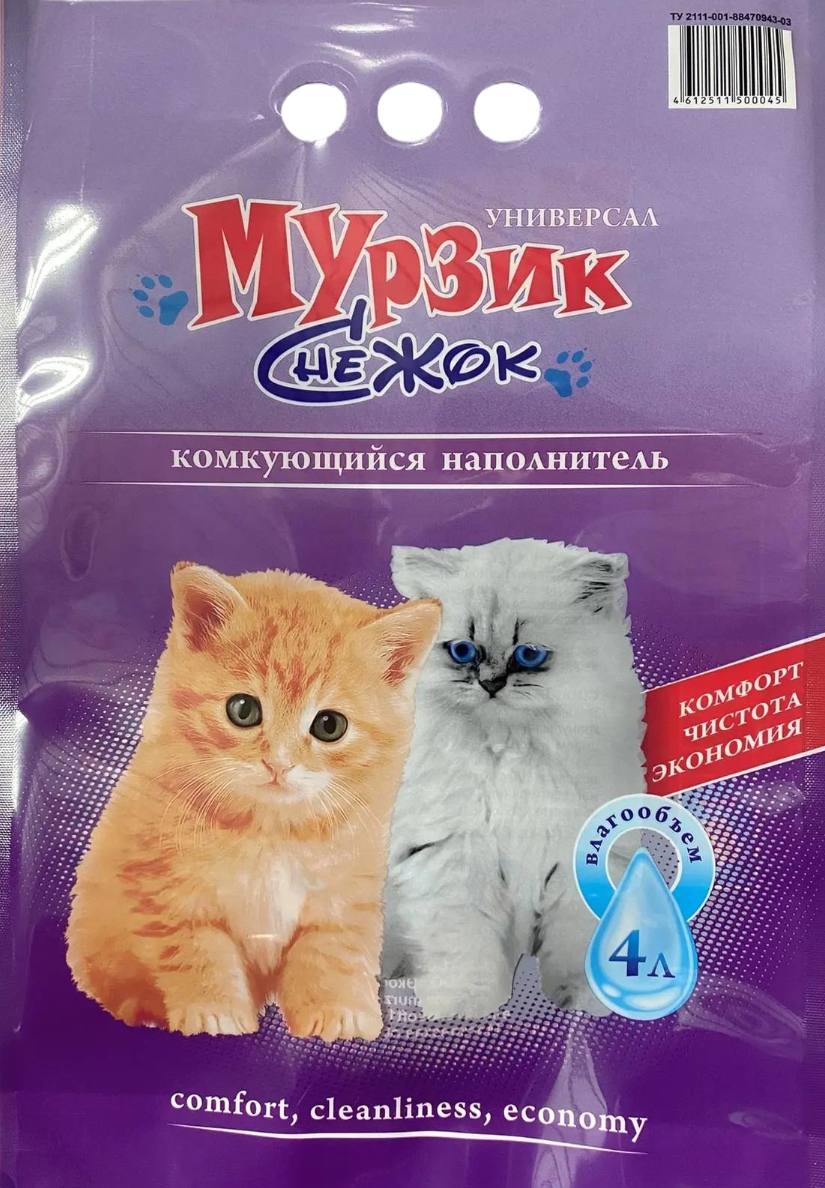 ТУ 2111-001-88470943-03
4 612511 500045
УНИВЕРСАЛ
Мурзик
Снежок
комкующийся наполнитель
КОМФОРТ
ЧИСТОТА
ЭКОНОМИЯ
влагообъем
4л
comfort, cleanliness, economy